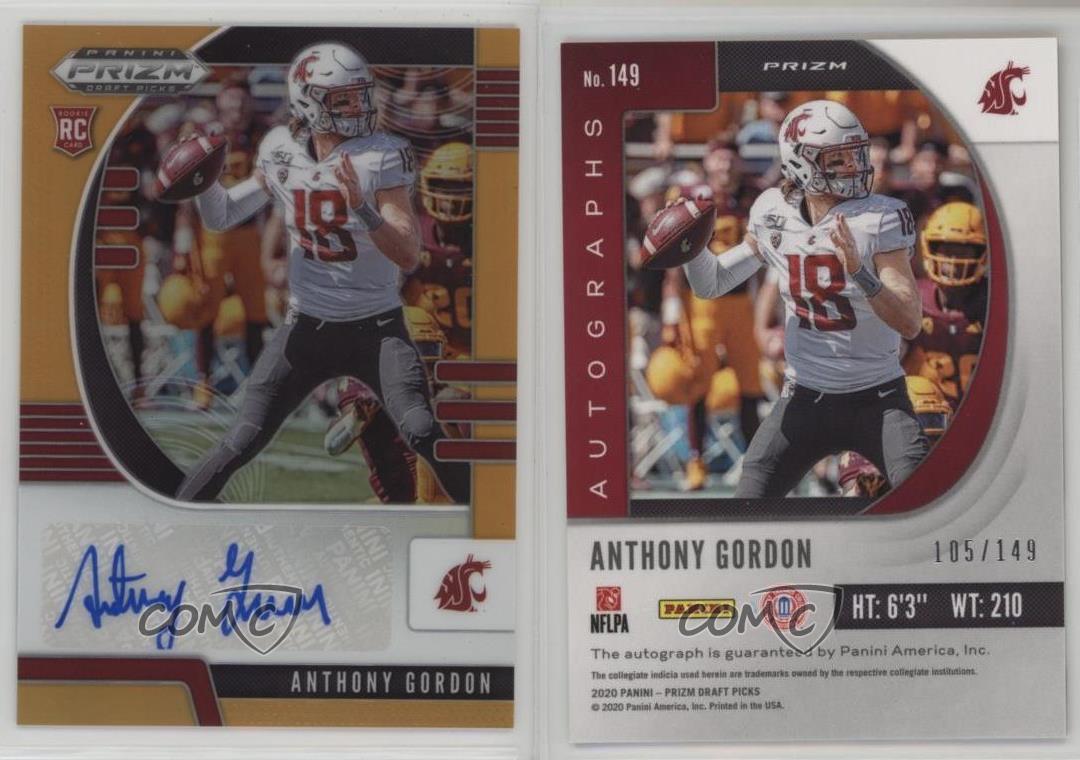 PANINI
PRIZM
DRAFT PICKS
ROOKIE
RC
CARD
18
Anthony Gordon
COMC
ANTHONY GORDON
No. 149
PRIZM
AUTOGRAPHS
18
ANTHONY GORDON
105/149
NFLPA
PANINI
HT: 6'3" WT: 210
COMC
The autograph is guaranteed by Panini America, Inc.
The collegiate indicia used herein are trademarks owned by the respective collegiate institutions.
2020 PANINI – PRIZM DRAFT PICKS
© 2020 Panini America, Inc. Printed in the USA.